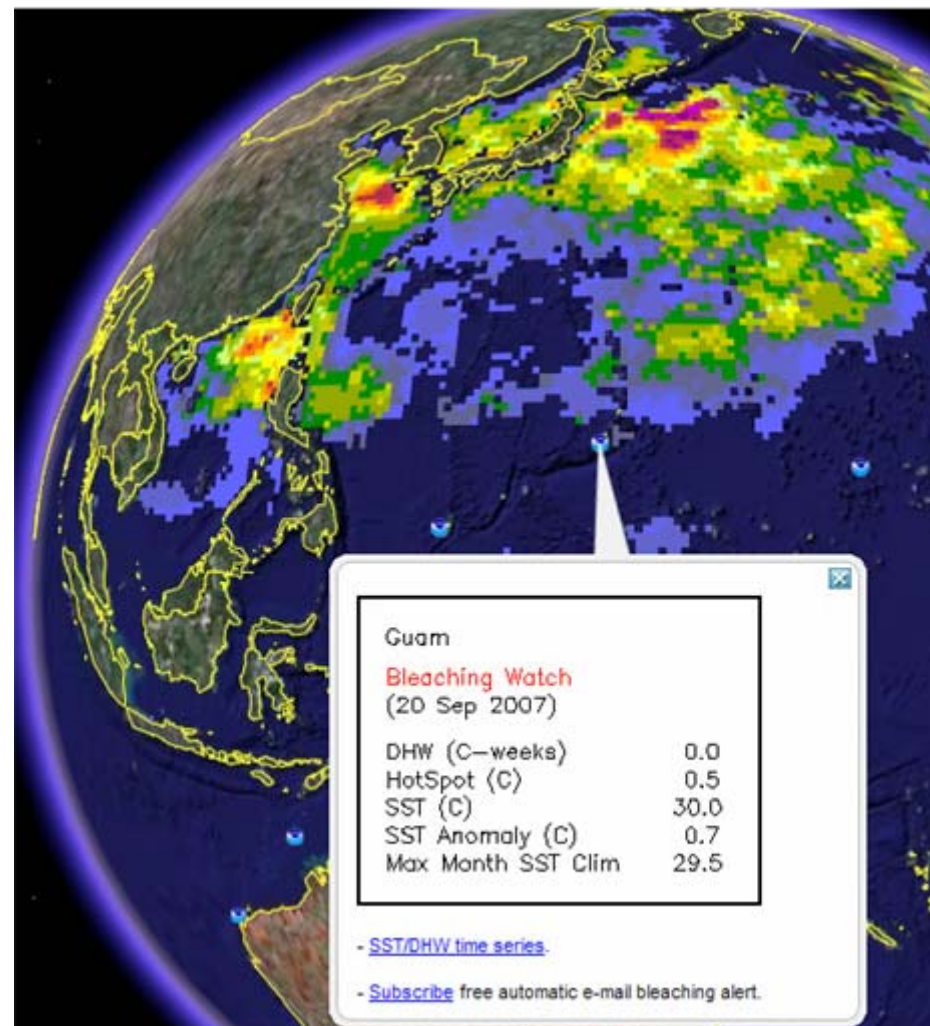 Guam
Bleaching Watch
(20 Sep 2007)
DHW (C-weeks) 0.0
HotSpot (C) 0.5
SST (C) 30.0
SST Anomaly (C) 0.7
Max Month SST Clim 29.5
- SST/DHW time series.
- Subscribe free automatic e-mail bleaching alert.